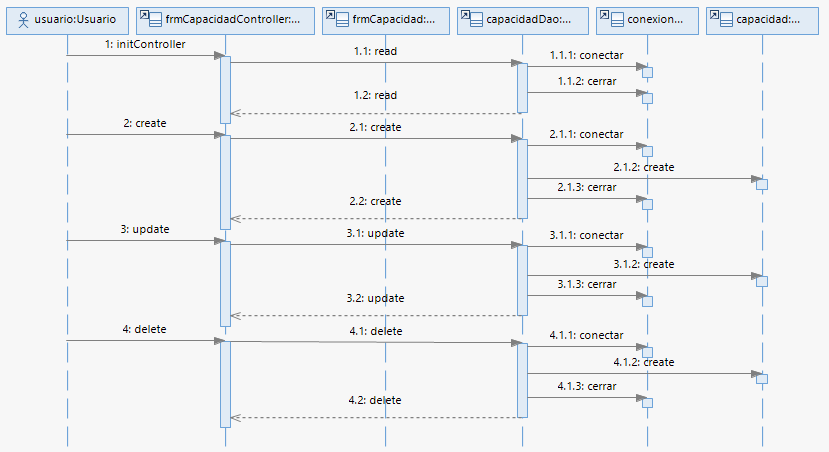 usuario:Usuario
frmCapacidadController:...
frmCapacidad:...
capacidadDao:...
conexion...
capacidad:...
1: initController
1.1: read
1.1.1: conectar
1.1.2: cerrar
1.2: read
2: create
2.1: create
2.1.1: conectar
2.1.2: create
2.1.3: cerrar
2.2: create
3: update
3.1: update
3.1.1: conectar
3.1.2: create
3.1.3: cerrar
3.2: update
4: delete
4.1: delete
4.1.1: conectar
4.1.2: create
4.1.3: cerrar
4.2: delete